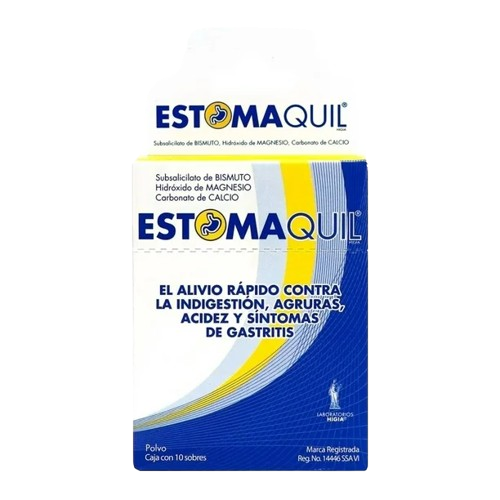 ESTOMAQUIL®
HIGIA
Subsalicilato de BISMUTO, Hidróxido de MAGNESIO, Carbonato de CALCIO
Subsalicilato de BISMUTO
Hidróxido de MAGNESIO
Carbonato de CALCIO
ESTOMAQUIL®
HIGIA
EL ALIVIO RÁPIDO CONTRA
LA INDIGESTIÓN, AGRURAS,
ACIDEZ Y SÍNTOMAS
DE GASTRITIS
LABORATORIOS
HIGIA®
Polvo
Caja con 10 sobres
Marca Registrada
Reg. No. 14446 SSA VI